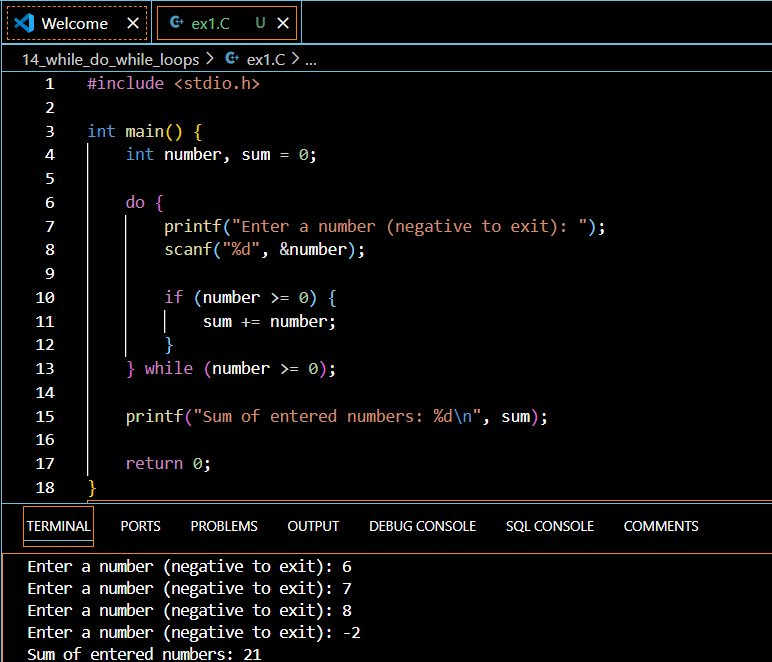 Welcome × ex1.C U ×
14_while_do_while_loops > ex1.C > ...
1 #include <stdio.h>
2
3 int main() {
4     int number, sum = 0;
5
6     do {
7         printf("Enter a number (negative to exit): ");
8         scanf("%d", &number);
9
10         if (number >= 0) {
11             sum += number;
12         }
13     } while (number >= 0);
14
15     printf("Sum of entered numbers: %d\n", sum);
16
17     return 0;
18 }
TERMINAL PORTS PROBLEMS OUTPUT DEBUG CONSOLE SQL CONSOLE COMMENTS
Enter a number (negative to exit): 6
Enter a number (negative to exit): 7
Enter a number (negative to exit): 8
Enter a number (negative to exit): -2
Sum of entered numbers: 21